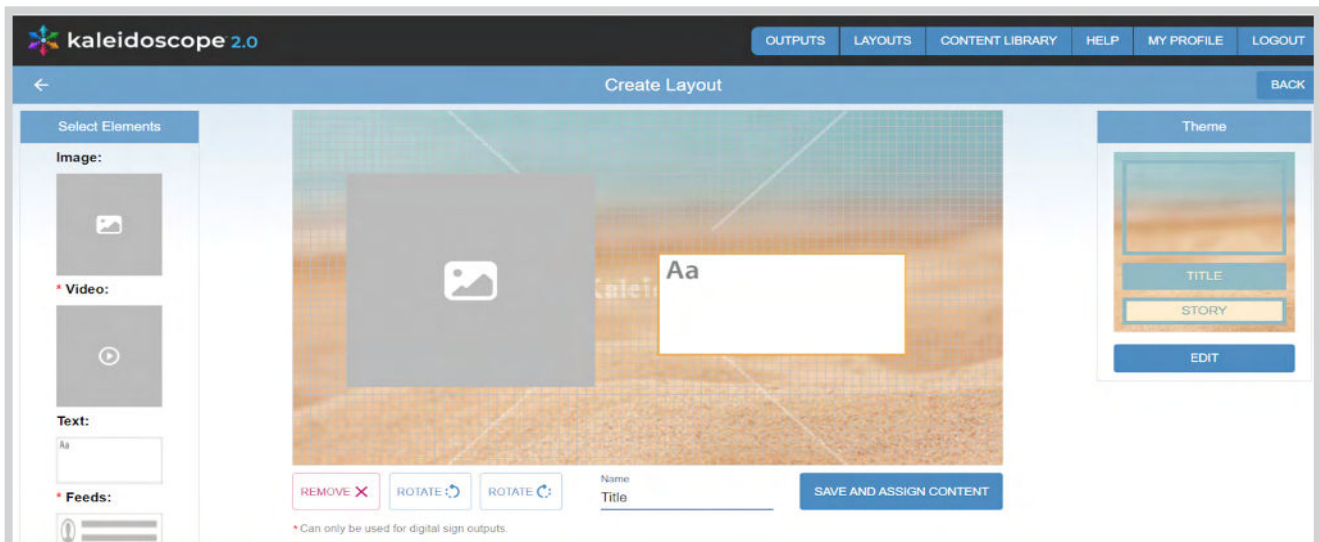 kaleidoscope 2.0
OUTPUTS LAYOUTS CONTENT LIBRARY HELP MY PROFILE LOGOUT
Create Layout
BACK
Select Elements
Image:
* Video:
Text:
Aa
* Feeds:
Aa
REMOVE X
ROTATE
ROTATE
Name
Title
SAVE AND ASSIGN CONTENT
* Can only be used for digital sign outputs.
Theme
TITLE
STORY
EDIT